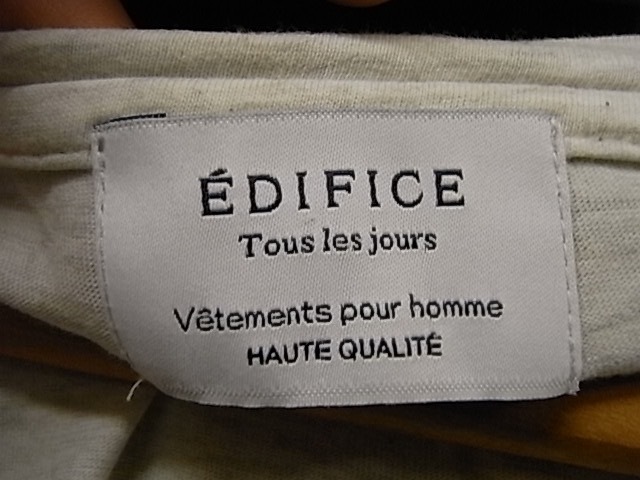 ÉDIFICE
Tous les jours
Vêtements pour homme
HAUTE QUALITÉ